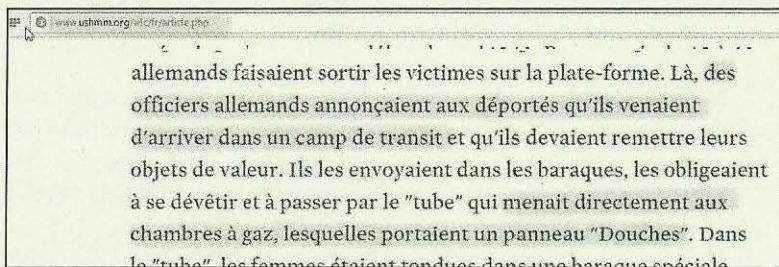 www.ushmm.org/wlc/fr/article.php
allemands faisaient sortir les victimes sur la plate-forme. Là, des
officiers allemands annonçaient aux déportés qu'ils venaient
d'arriver dans un camp de transit et qu'ils devaient remettre leurs
objets de valeur. Ils les envoyaient dans les baraques, les obligeaient
à se dévêtir et à passer par le "tube" qui menait directement aux
chambres à gaz, lesquelles portaient un panneau "Douches". Dans
le "tube", les femmes étaient tondues dans une baraque spéciale